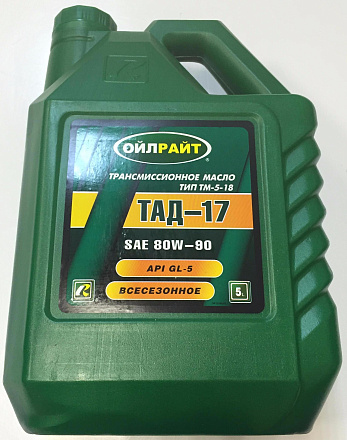 ОЙЛРАЙТ
ТРАНСМИССИОННОЕ МАСЛО
ТИП ТМ-5-18
ТАД-17
SAE 80W-90
API GL-5
ВСЕСЕЗОННОЕ
5л